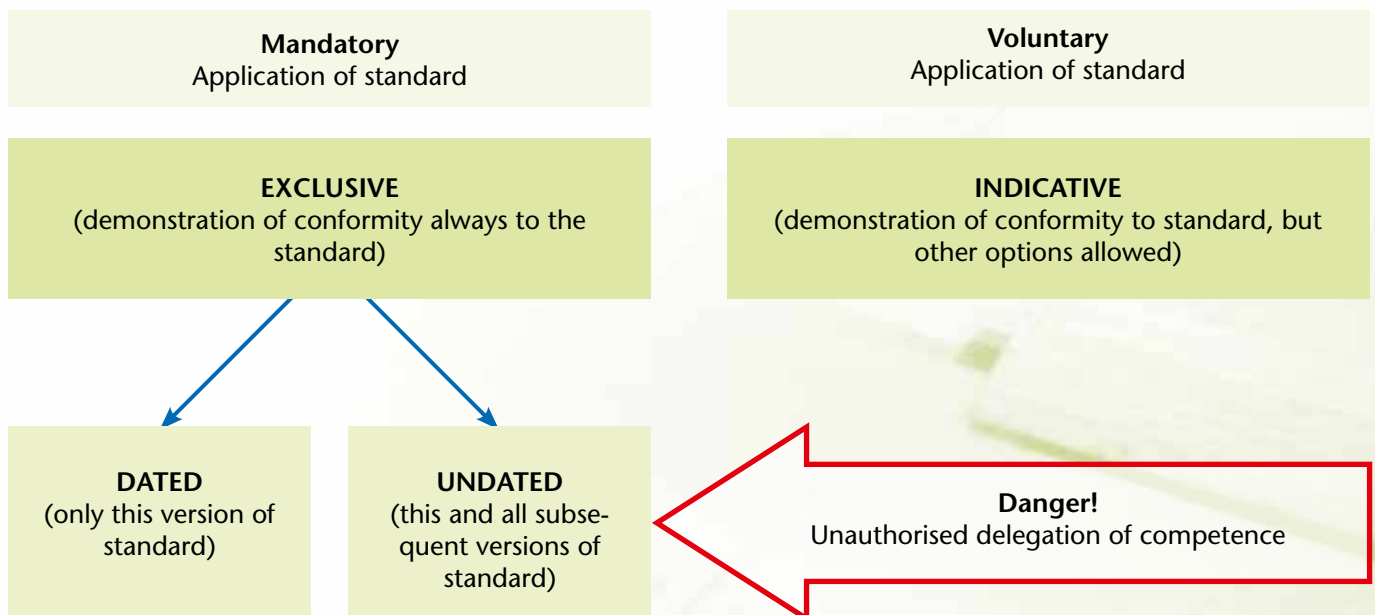 Mandatory
Application of standard
Voluntary
Application of standard
EXCLUSIVE
(demonstration of conformity always to the
standard)
INDICATIVE
(demonstration of conformity to standard, but
other options allowed)
DATED
(only this version of
standard)
UNDATED
(this and all subse-
quent versions of
standard)
Danger!
Unauthorised delegation of competence